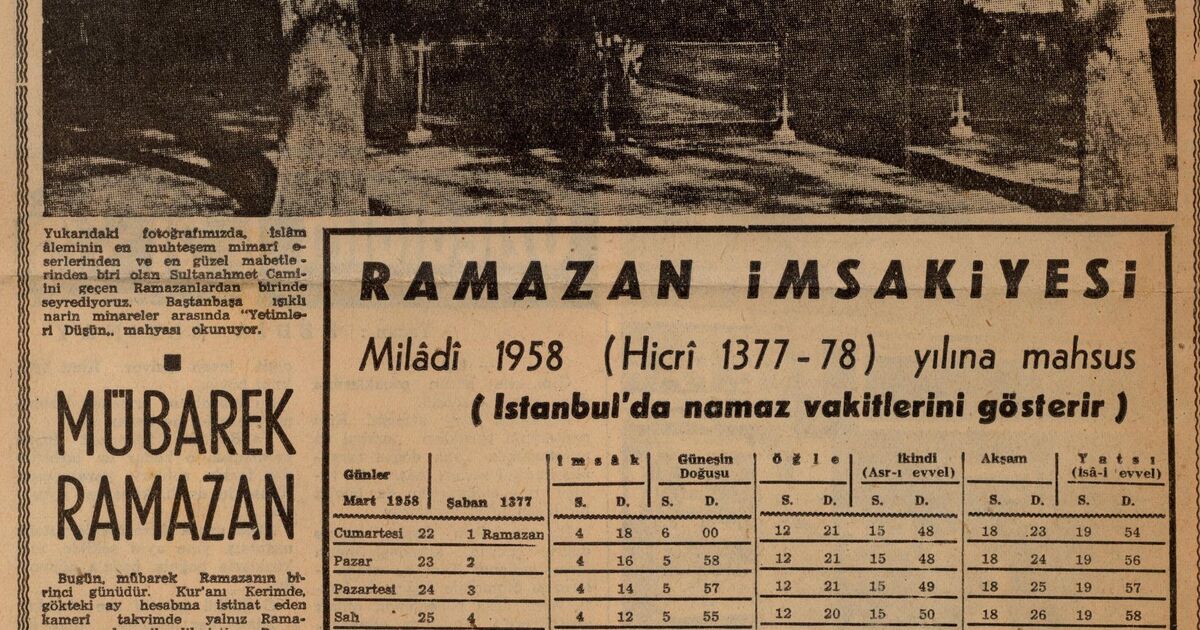 Yukarıdaki fotoğrafımızda, İslâm
âleminin en muhteşem mimarî e-
serlerinden ve en güzel mabetle-
rinden biri olan Sultanahmet Cami-
ini geçen Ramazanlardan birinde
seyrediyoruz. Baştanbaşa ışıklı
narin minareler arasında "Yetimle-
ri Düşün,, mahyası okunuyor.
MÜBAREK
RAMAZAN
Bugün, mübarek Ramazanın bi-
rinci günüdür. Kur'anı Kerimde,
gökteki ay hesabına istinat eden
kamerî takvimde yalnız Rama-
RAMAZAN İMSAKİYESİ
Milâdî 1958 (Hicrî 1377-78) yılına mahsus
(Istanbul'da namaz vakitlerini gösterir)
Günler İmsâk Güneşin Doğusu Öğle İkindi (Asr-ı evvel) Akşam Yatsı (İsâ-i evvel)
Mart 1958 Şaban 1377 S. D. S. D. S. D. S. D. S. D. S. D.
Cumartesi 22 1 Ramazan 4 18 6 00 12 21 15 48 18 23 19 54
Pazar 23 2 4 16 5 58 12 21 15 48 18 24 19 56
Pazartesi 24 3 4 14 5 57 12 21 15 49 18 25 19 57
Salı 25 4 4 12 5 55 12 20 15 50 18 26 19 58